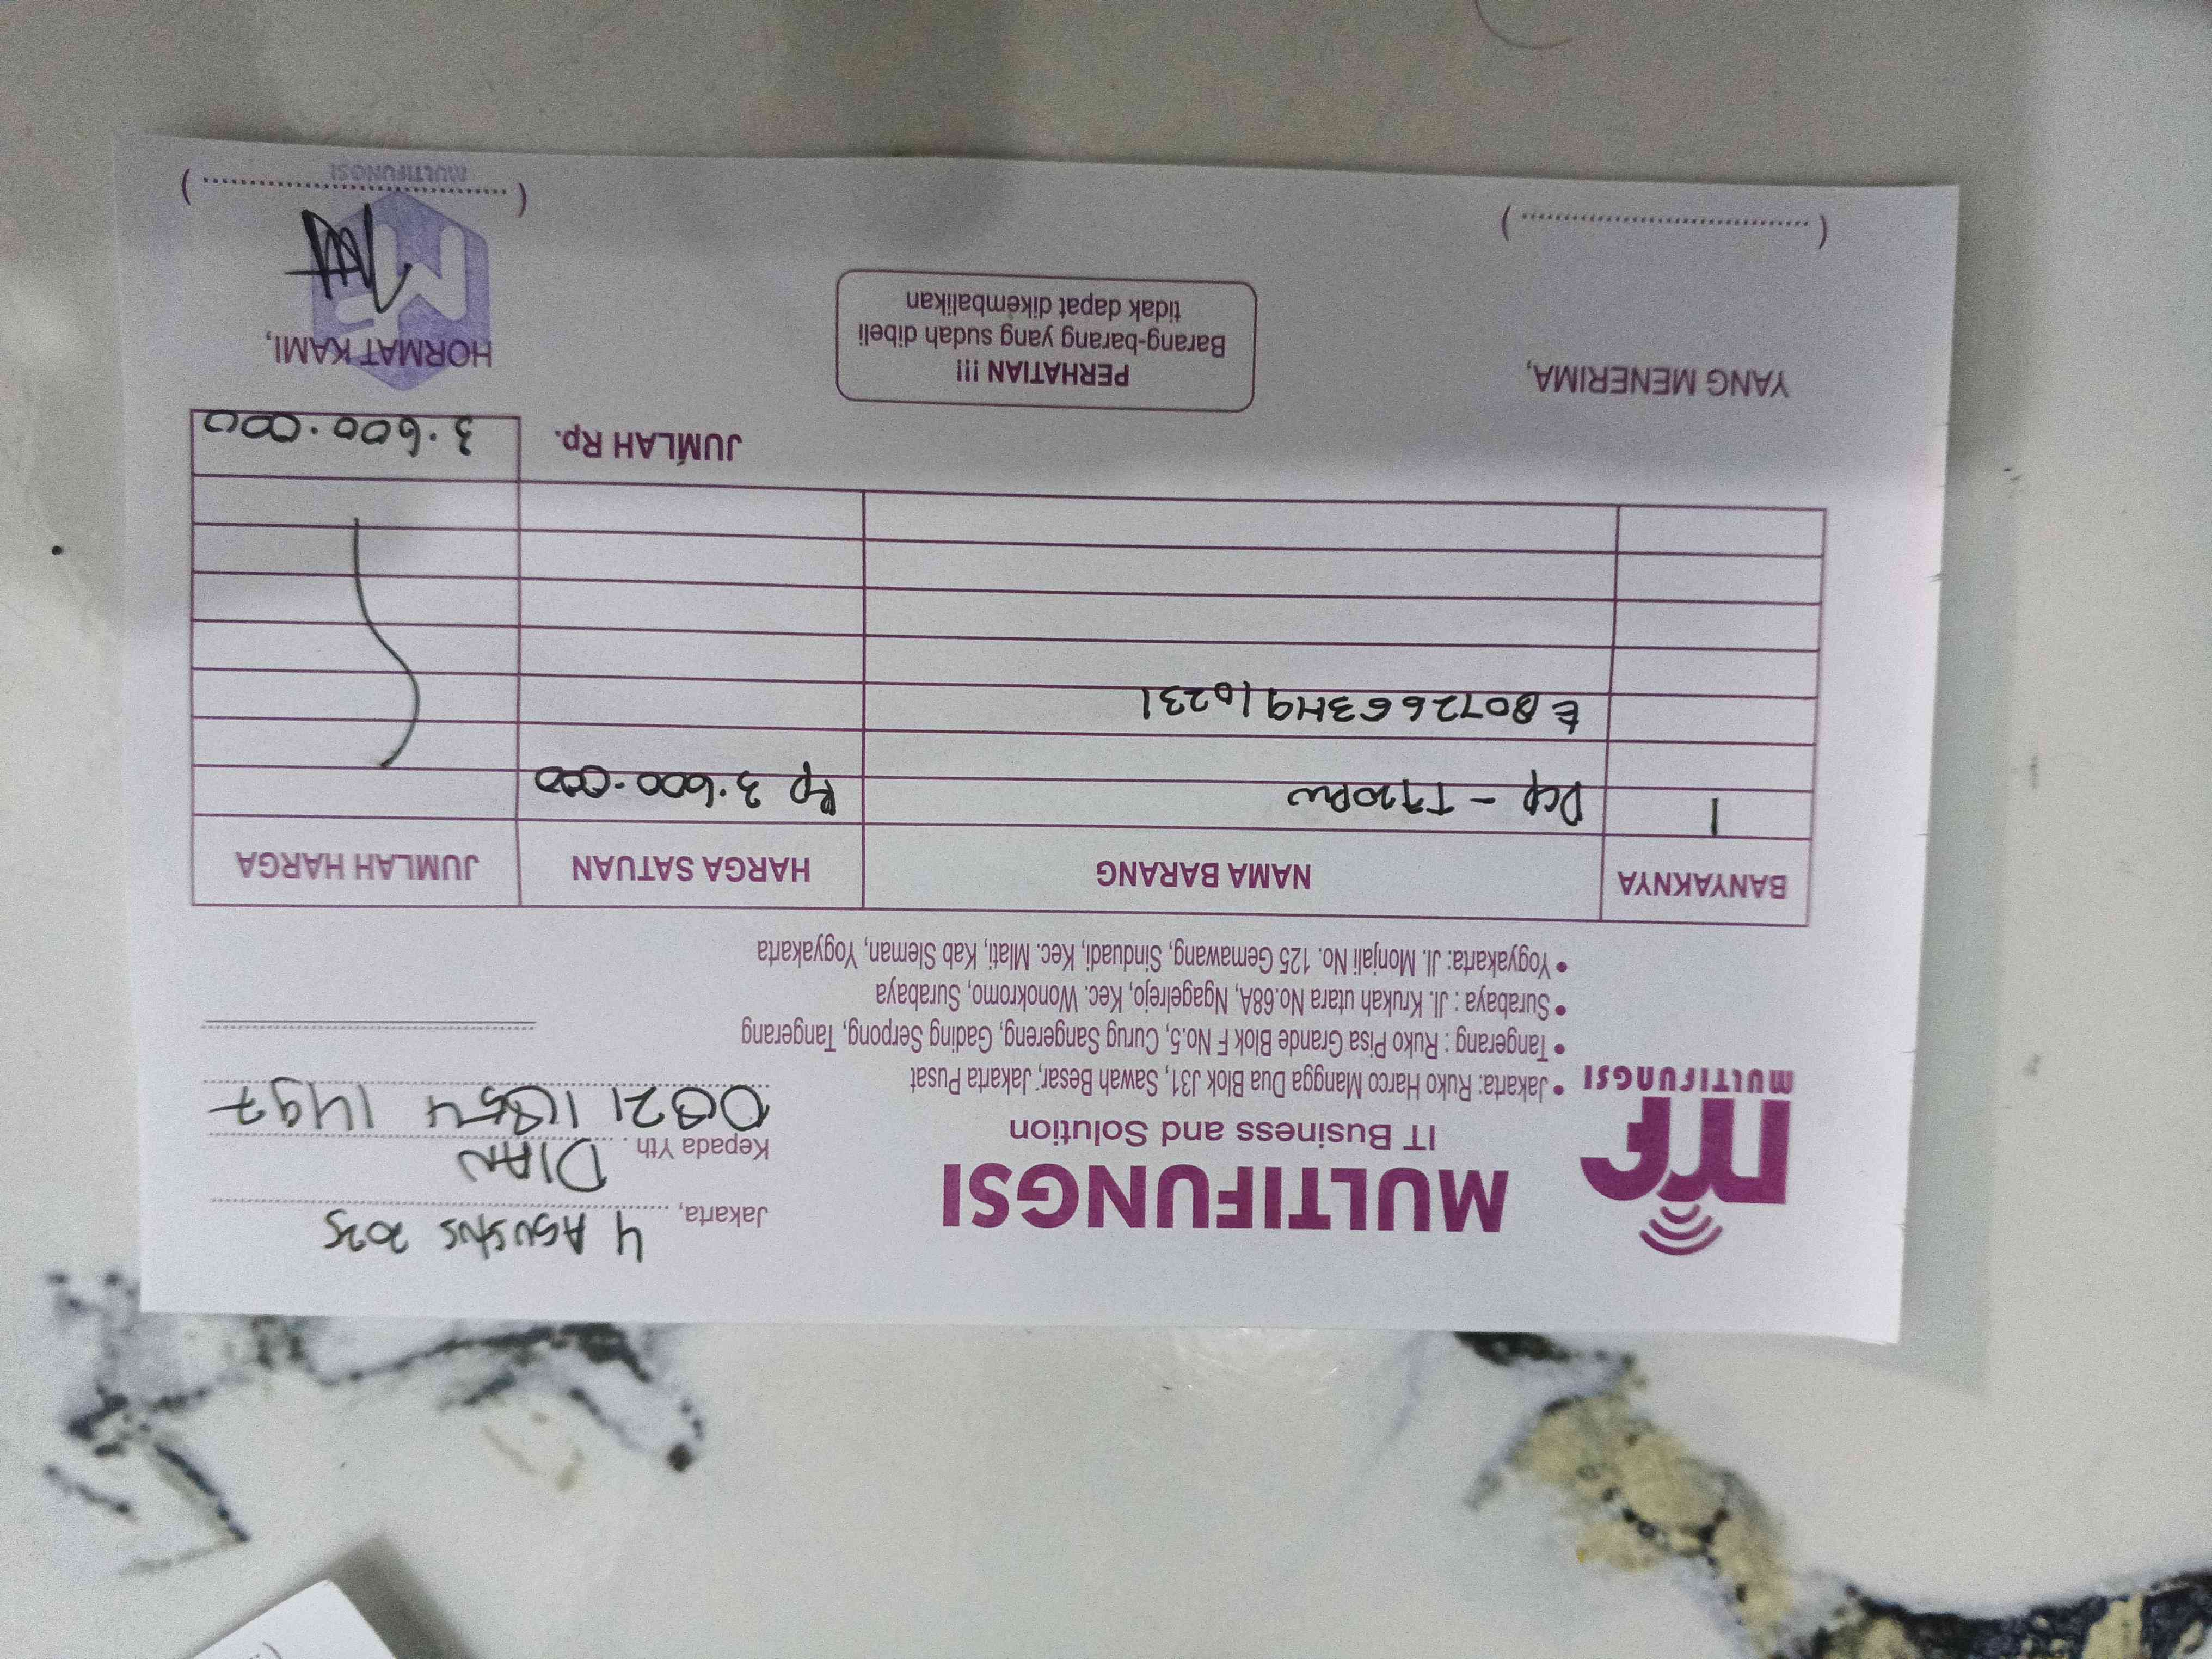 MULTIFUNGSI
IT Business and Solution
MULTIFUNGSI
• Jakarta: Ruko Harco Mangga Dua Blok J31, Sawah Besar, Jakarta Pusat
• Tangerang : Ruko Pisa Grande Blok F No.5, Curug Sangereng, Gading Serpong, Tangerang
• Surabaya : Jl. Krukah utara No.68A, Ngagelrejo, Kec. Wonokromo, Surabaya
• Yogyakarta: Jl. Monjali No. 125 Gemawang, Sinduadi, Kec. Mlati, Kab Sleman, Yogyakarta
Jakarta, 4 AGUSTUS 2025
Kepada Yth. DIAN
0821 1854 1497
BANYAKNYA NAMA BARANG HARGA SATUAN JUMLAH HARGA
1 Dcp - T720DW Rp 3.600.000
JUMLAH Rp. 3.600.000
YANG MENERIMA,
PERHATIAN !!!
Barang-barang yang sudah dibeli
tidak dapat dikembalikan
HORMAT KAMI,
MULTIFUNGSI